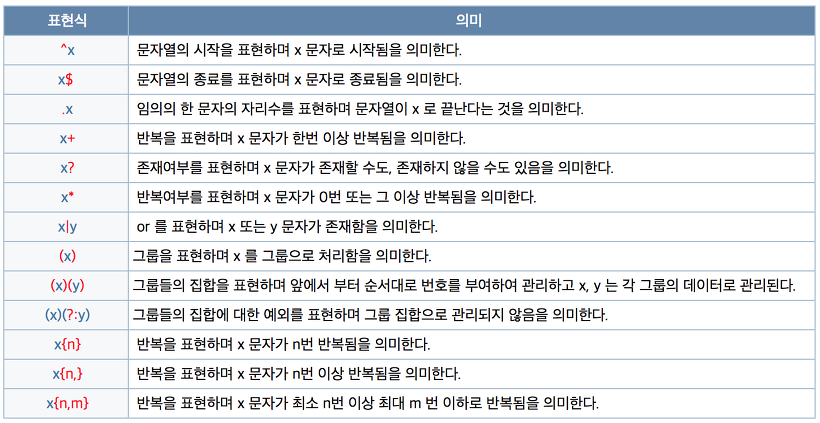 표현식 의미
^x 문자열의 시작을 표현하며 x 문자로 시작됨을 의미한다.
x$ 문자열의 종료를 표현하며 x 문자로 종료됨을 의미한다.
.x 임의의 한 문자의 자리수를 표현하며 문자열이 x 로 끝난다는 것을 의미한다.
x+ 반복을 표현하며 x 문자가 한번 이상 반복됨을 의미한다.
x? 존재여부를 표현하며 x 문자가 존재할 수도, 존재하지 않을 수도 있음을 의미한다.
x* 반복여부를 표현하며 x 문자가 0번 또는 그 이상 반복됨을 의미한다.
x|y or 를 표현하며 x 또는 y 문자가 존재함을 의미한다.
(x) 그룹을 표현하며 x 를 그룹으로 처리함을 의미한다.
(x)(y) 그룹들의 집합을 표현하며 앞에서 부터 순서대로 번호를 부여하여 관리하고 x, y 는 각 그룹의 데이터로 관리된다.
(x)(?:y) 그룹들의 집합에 대한 예외를 표현하며 그룹 집합으로 관리되지 않음을 의미한다.
x{n} 반복을 표현하며 x 문자가 n번 반복됨을 의미한다.
x{n,} 반복을 표현하며 x 문자가 n번 이상 반복됨을 의미한다.
x{n,m} 반복을 표현하며 x 문자가 최소 n번 이상 최대 m 번 이하로 반복됨을 의미한다.